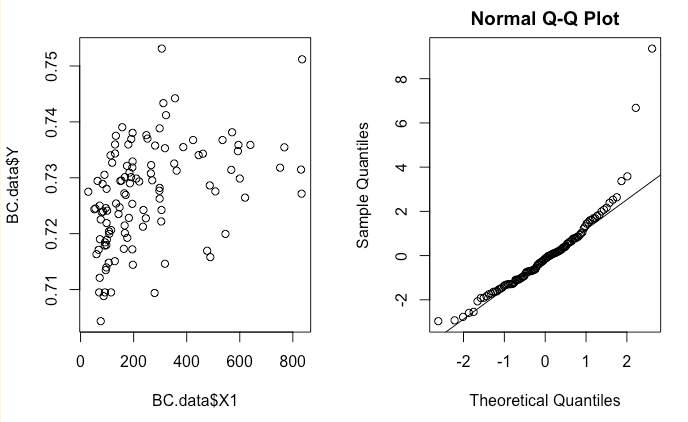 BC.data$Y
0.75
0.74
0.73
0.72
0.71
0 200 400 600 800
BC.data$X1
Normal Q-Q Plot
Sample Quantiles
8
6
4
2
0
-2
-2 -1 0 1 2
Theoretical Quantiles